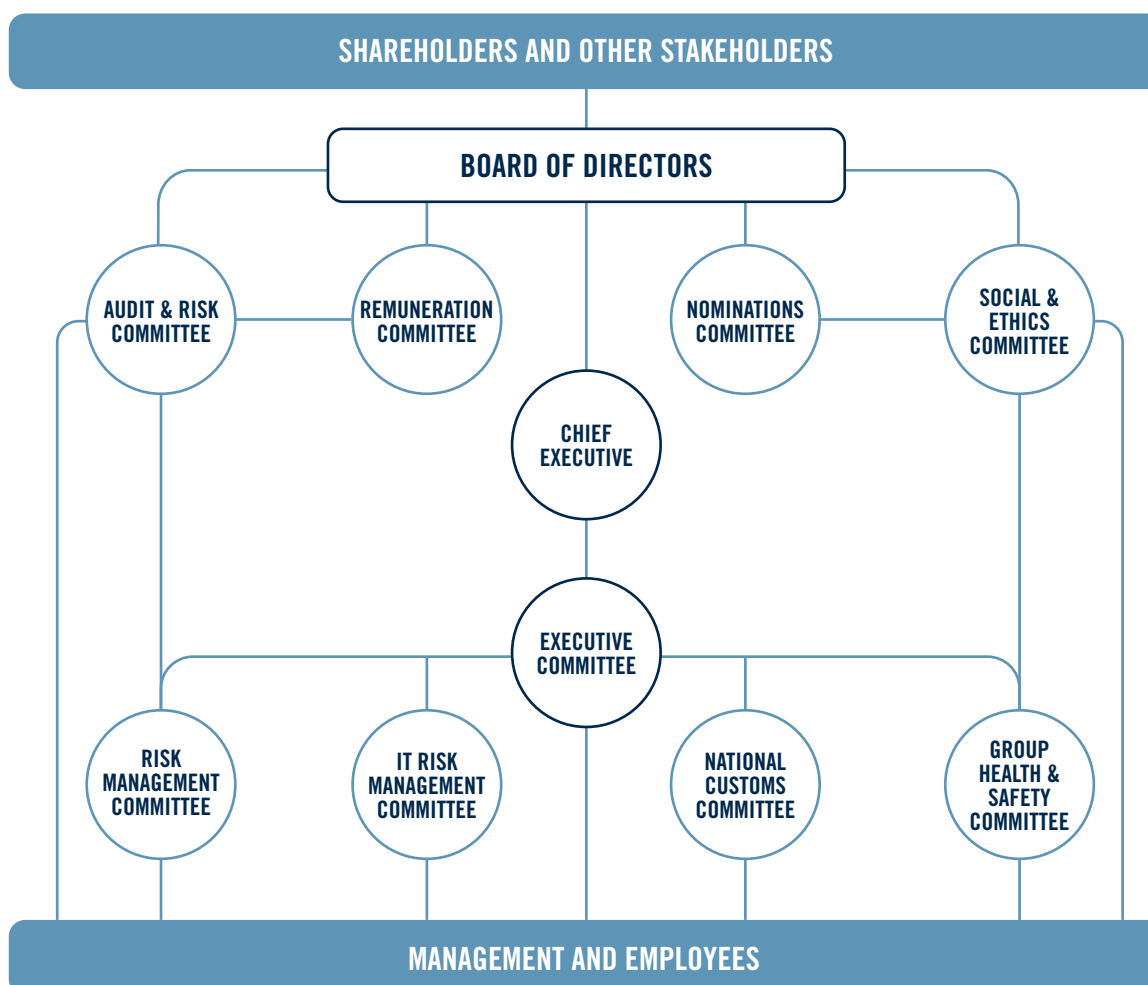 SHAREHOLDERS AND OTHER STAKEHOLDERS
BOARD OF DIRECTORS
AUDIT & RISK
COMMITTEE
REMUNERATION
COMMITTEE
NOMINATIONS
COMMITTEE
SOCIAL &
ETHICS
COMMITTEE
CHIEF
EXECUTIVE
EXECUTIVE
COMMITTEE
RISK
MANAGEMENT
COMMITTEE
IT RISK
MANAGEMENT
COMMITTEE
NATIONAL
CUSTOMS
COMMITTEE
GROUP
HEALTH &
SAFETY
COMMITTEE
MANAGEMENT AND EMPLOYEES